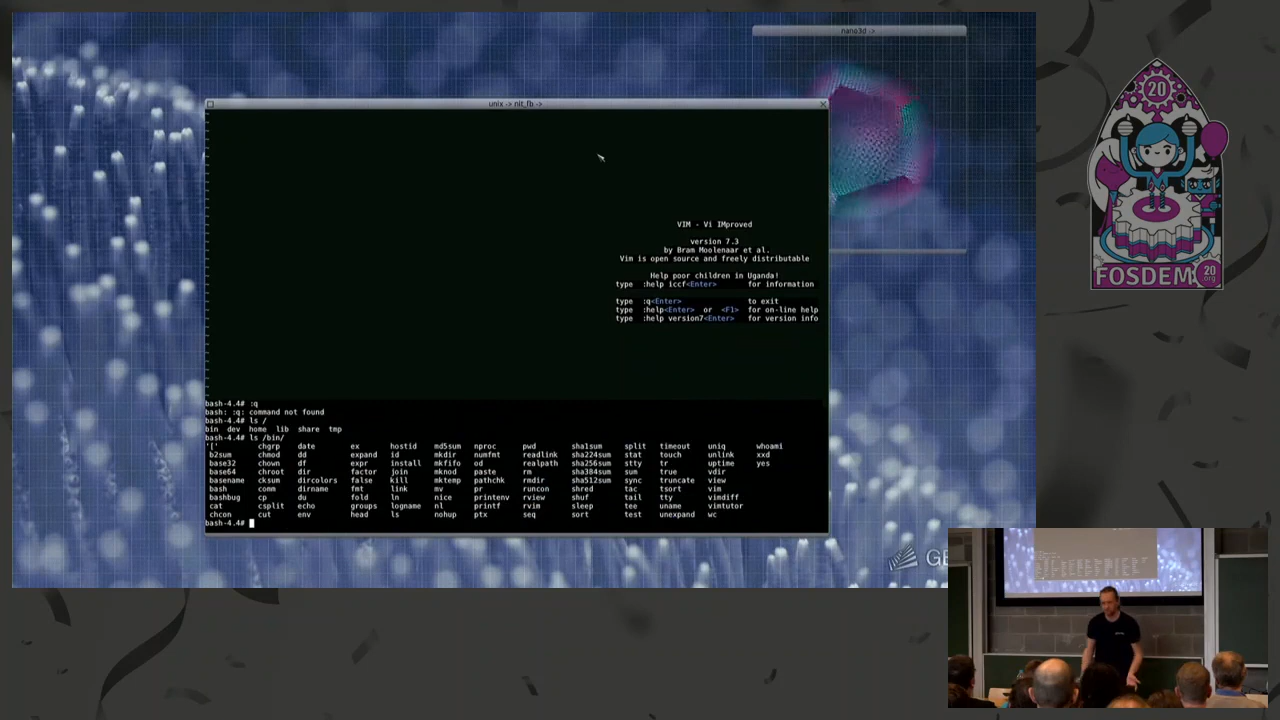 nano3d ->
unix -> nit_fb ->
VIM - Vi IMproved
version 7.3
by Bram Moolenaar et al.
Vim is open source and freely distributable
Help poor children in Uganda!
type :help iccf<Enter> for information
type :q<Enter> to exit
type :help<Enter> or <F1> for on-line help
type :help version7<Enter> for version info
bash-4.4# :q
bash: :q: command not found
bash-4.4# ls /
bin dev home lib share tmp
bash-4.4# ls /bin/
'[' chgrp date ex hostid md5sum nproc pwd sha1sum split timeout uniq whoami
b2sum chmod dd expand id mkdir numfmt readlink sha224sum stat touch unlink xxd
base32 chown df expr install mkfifo od realpath sha256sum stty tr uptime yes
base64 chroot dir factor join mknod paste rm sha384sum sum true vdir
basename cksum dircolors false kill mktemp pathchk rmdir sha512sum sync truncate view
bash comm dirname fmt link mv pr runcon shred tac tsort vim
bashbug cp du fold ln nice printenv rview shuf tail tty vimdiff
cat csplit echo groups logname nl printf rvim sleep tee uname vimtutor
chcon cut env head ls nohup ptx seq sort test unexpand wc
bash-4.4#
GE
20
FOSDEM
20
.org